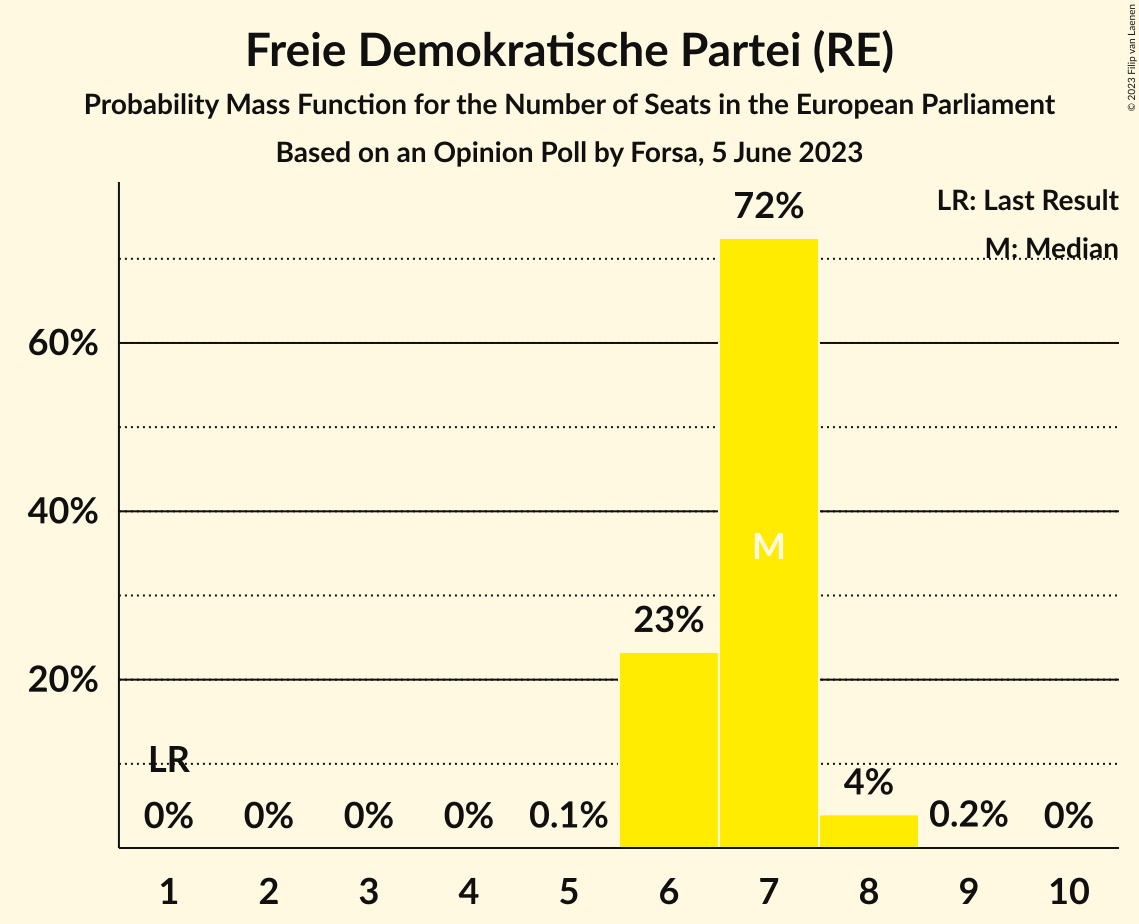 Freie Demokratische Partei (RE)
Probability Mass Function for the Number of Seats in the European Parliament
Based on an Opinion Poll by Forsa, 5 June 2023
© 2023 Filip van Laenen
LR: Last Result
M: Median
72%
60%
40%
M
23%
20%
LR
4%
0% 0% 0% 0% 0.1% 0.2% 0%
1 2 3 4 5 6 7 8 9 10